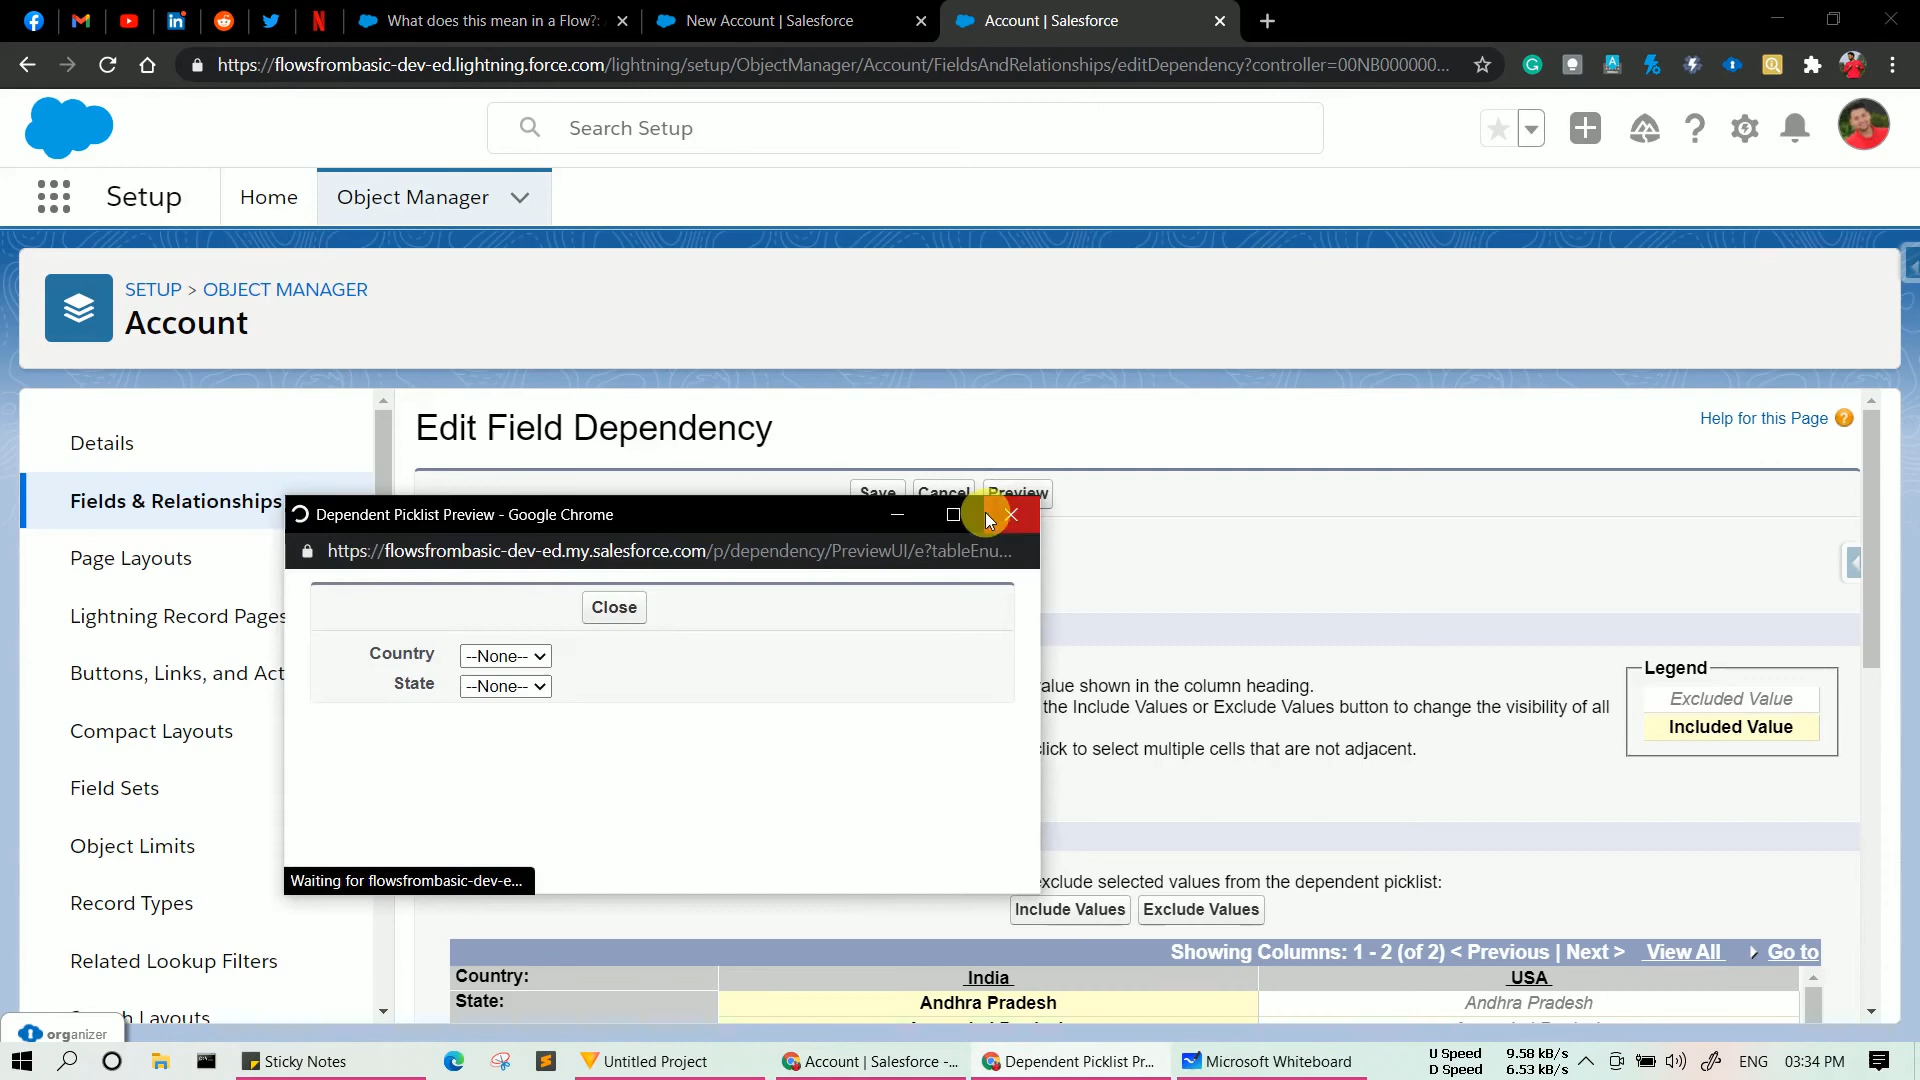 What does this mean in a Flow?:
New Account | Salesforce
Account | Salesforce
https://flowsfrombasic-dev-ed.lightning.force.com/lightning/setup/ObjectManager/Account/FieldsAndRelationships/editDependency?controller=00NB000000...
Search Setup
Setup
Home
Object Manager
SETUP > OBJECT MANAGER
Account
Details
Fields & Relationships
Page Layouts
Lightning Record Pages
Buttons, Links, and Act
Compact Layouts
Field Sets
Object Limits
Record Types
Related Lookup Filters
h Layouts
organizer
Edit Field Dependency
Help for this Page
Save Cancel Preview
Dependent Picklist Preview - Google Chrome
https://flowsfrombasic-dev-ed.my.salesforce.com/p/dependency/PreviewUI/e?tableEnu...
Close
Country --None--
State --None--
Waiting for flowsfrombasic-dev-e...
alue shown in the column heading.
the Include Values or Exclude Values button to change the visibility of all
lick to select multiple cells that are not adjacent.
Legend
Excluded Value
Included Value
exclude selected values from the dependent picklist:
Include Values Exclude Values
Showing Columns: 1 - 2 (of 2) < Previous | Next > View All Go to
Country: India USA
State: Andhra Pradesh Andhra Pradesh
Sticky Notes
Untitled Project
Account | Salesforce -...
Dependent Picklist Pr...
Microsoft Whiteboard
U Speed 9.58 kB/s
D Speed 6.53 kB/s
ENG
03:34 PM